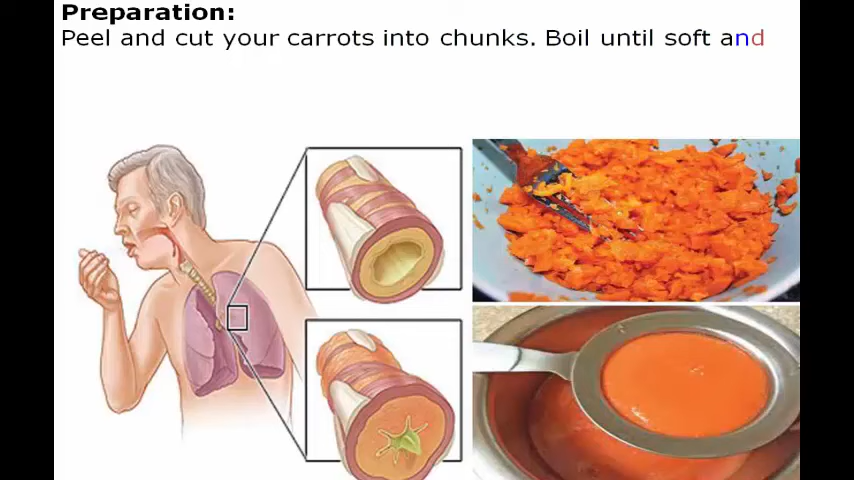 Preparation:
Peel and cut your carrots into chunks. Boil until soft and